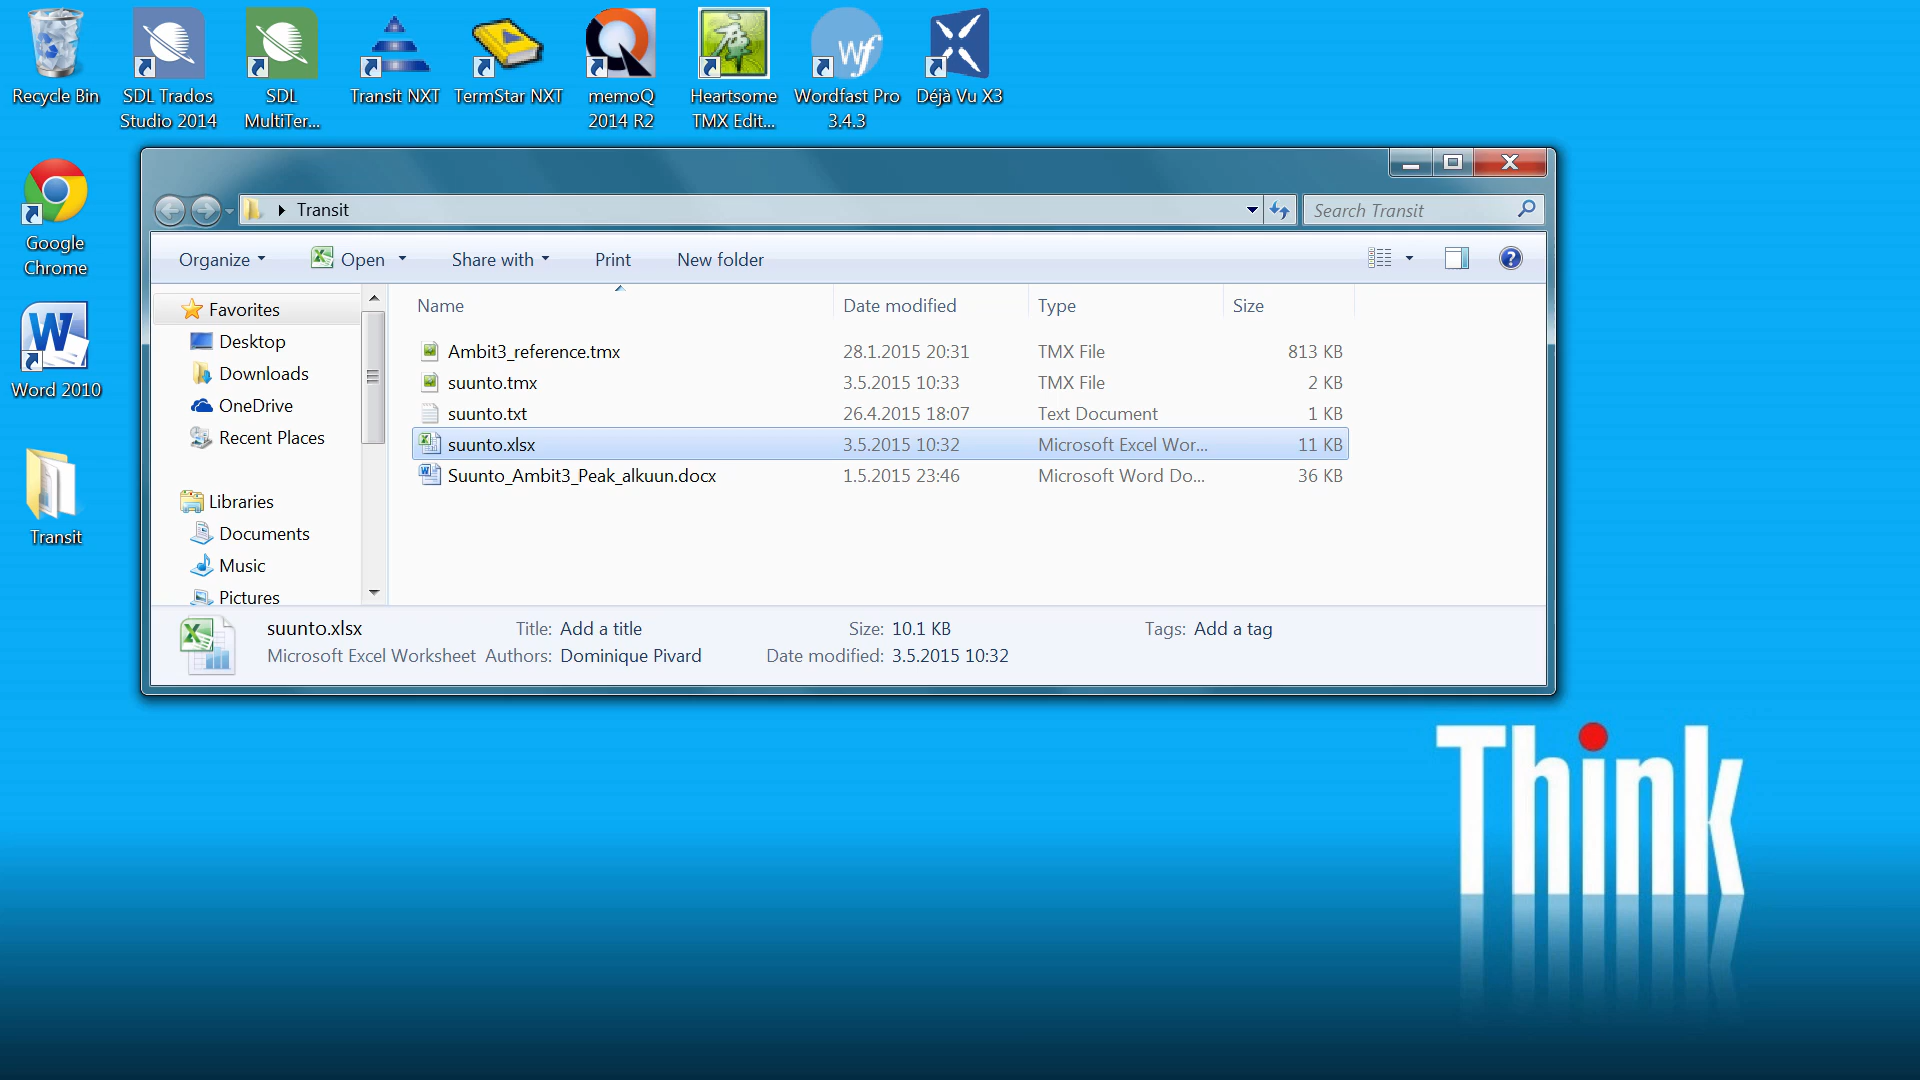 Recycle Bin
SDL Trados
Studio 2014
SDL
MultiTer...
Transit NXT
TermStar NXT
memoQ
2014 R2
Heartsome
TMX Edit...
Wordfast Pro
3.4.3
Déjà Vu X3
Google
Chrome
Word 2010
Transit
Transit
Search Transit
Organize
Open
Share with
Print
New folder
Favorites
Desktop
Downloads
OneDrive
Recent Places
Libraries
Documents
Music
Pictures
Name Date modified Type Size
Ambit3_reference.tmx 28.1.2015 20:31 TMX File 813 KB
suunto.tmx 3.5.2015 10:33 TMX File 2 KB
suunto.txt 26.4.2015 18:07 Text Document 1 KB
suunto.xlsx 3.5.2015 10:32 Microsoft Excel Wor... 11 KB
Suunto_Ambit3_Peak_alkuun.docx 1.5.2015 23:46 Microsoft Word Do... 36 KB
suunto.xlsx Title: Add a title Size: 10.1 KB Tags: Add a tag
Microsoft Excel Worksheet Authors: Dominique Pivard Date modified: 3.5.2015 10:32
Think